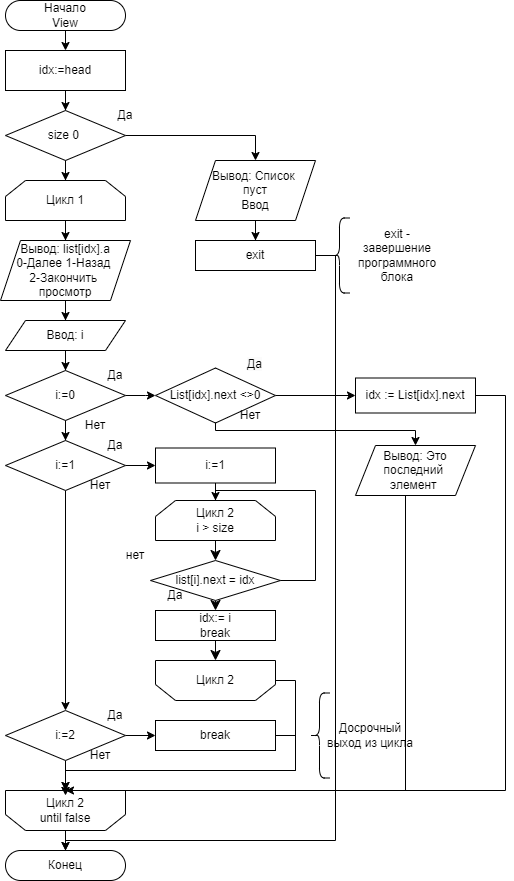 Начало
View
idx:=head
Да
size 0
Вывод: Список
пуст
Ввод
Цикл 1
exit
exit -
завершение
программного
блока
Вывод: list[idx].a
0-Далее 1-Назад
2-Закончить
просмотр
Ввод: i
Да
Да
i:=0
List[idx].next <>0
idx := List[idx].next
Нет
Нет
Да
i:=1
i:=1
Вывод: Это
последний
элемент
Нет
Цикл 2
i > size
нет
list[i].next = idx
Да
idx:= i
break
Цикл 2
Да
i:=2
break
Досрочный
выход из цикла
Нет
Цикл 2
until false
Конец